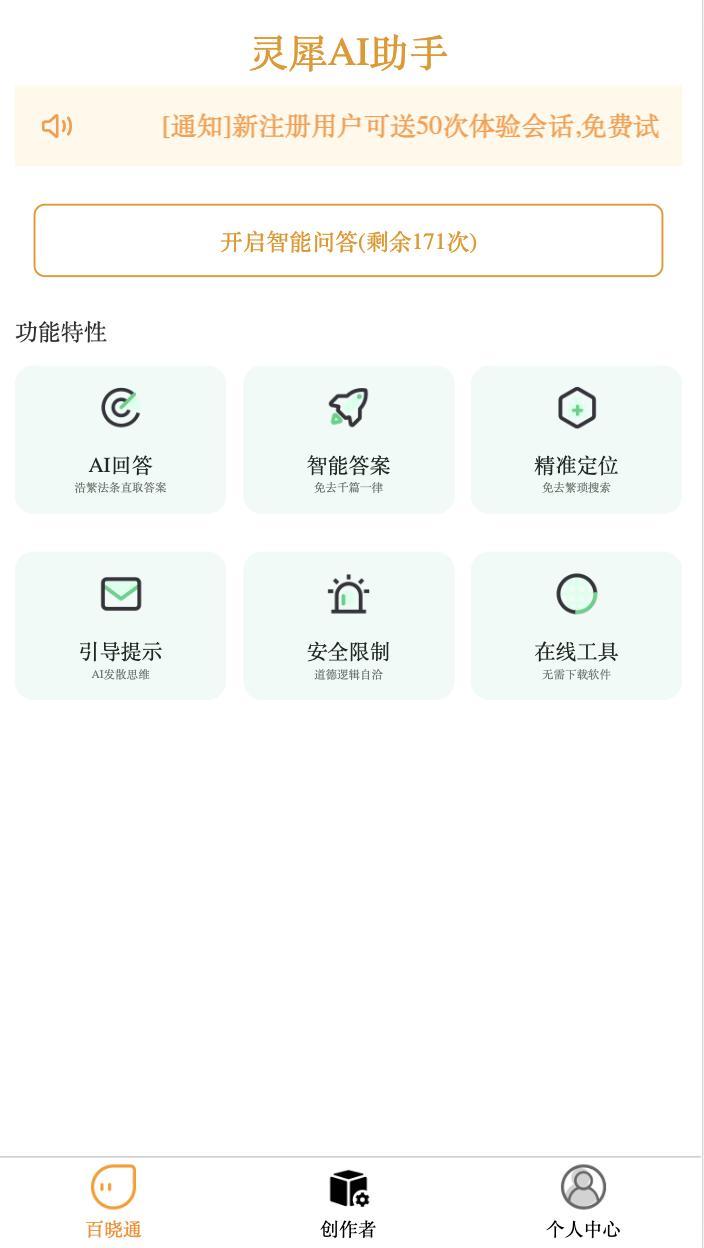 灵犀AI助手
[通知]新注册用户可送50次体验会话,免费试
开启智能问答(剩余171次)
功能特性
AI回答
浩繁法条直取答案
智能答案
免去千篇一律
精准定位
免去繁琐搜索
引导提示
AI发散思维
安全限制
道德逻辑自洽
在线工具
无需下载软件
百晓通
创作者
个人中心